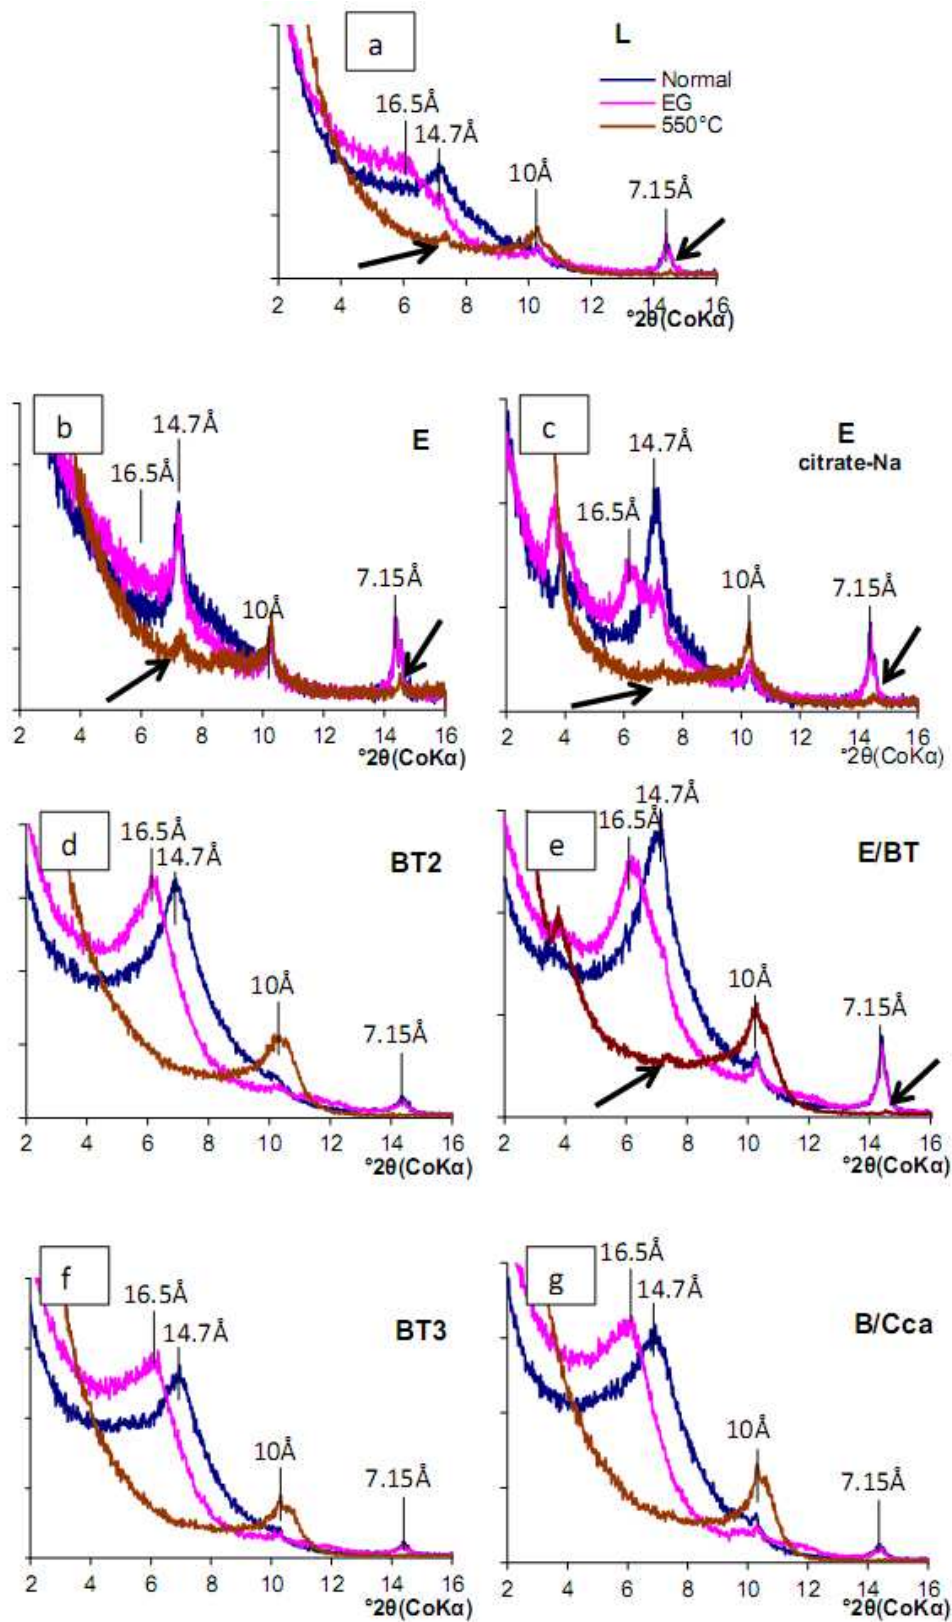 a
L
Normal
EG
550°C
16.5Å
14.7Å
10Å
7.15Å
2 4 6 8 10 12 14 16
°2θ(CoKα)
b
E
14.7Å
16.5Å
10Å
7.15Å
2 4 6 8 10 12 14 16
°2θ(CoKα)
c
E
citrate-Na
14.7Å
16.5Å
10Å
7.15Å
2 4 6 8 10 12 14 16
°2θ(CoKα)
d
BT2
16.5Å
14.7Å
10Å
7.15Å
2 4 6 8 10 12 14 16
°2θ(CoKα)
e
E/BT
14.7Å
16.5Å
10Å
7.15Å
2 4 6 8 10 12 14 16
°2θ(CoKα)
f
BT3
16.5Å
14.7Å
10Å
7.15Å
2 4 6 8 10 12 14 16
°2θ(CoKα)
g
B/Cca
16.5Å
14.7Å
10Å
7.15Å
2 4 6 8 10 12 14 16
°2θ(CoKα)